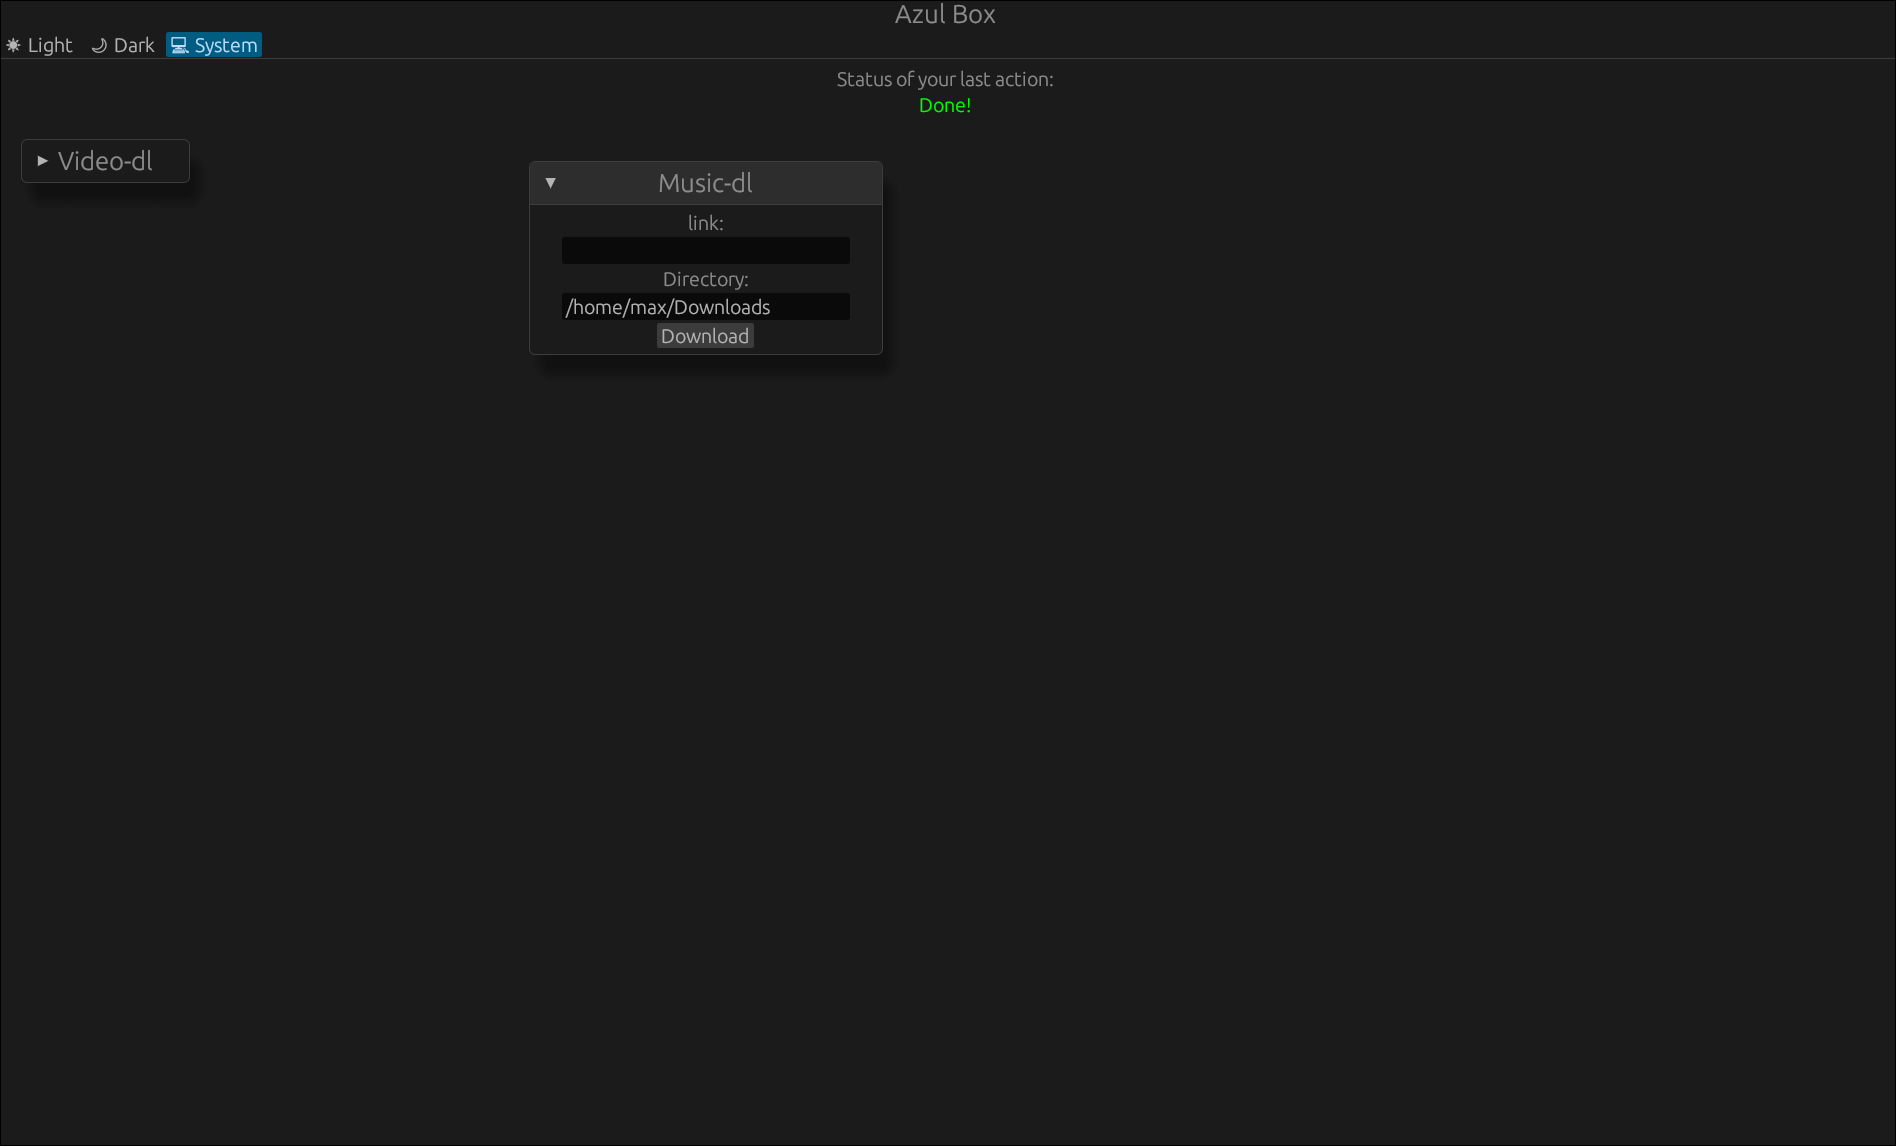 Azul Box
Light Dark System
Status of your last action:
Done!
Video-dl
Music-dl
link:
Directory:
/home/max/Downloads
Download